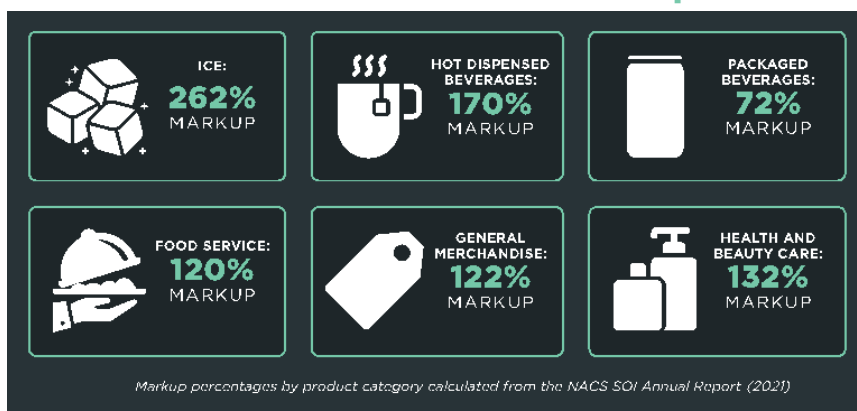 ICE:
262%
MARKUP
HOT DISPENSED
BEVERAGES:
170%
MARKUP
PACKAGED
BEVERAGES:
72%
MARKUP
FOOD SERVICE:
120%
MARKUP
GENERAL
MERCHANDISE:
122%
MARKUP
HEALTH AND
BEAUTY CARE:
132%
MARKUP
Markup percentages by product category calculated from the NACS SOI Annual Report (2021)